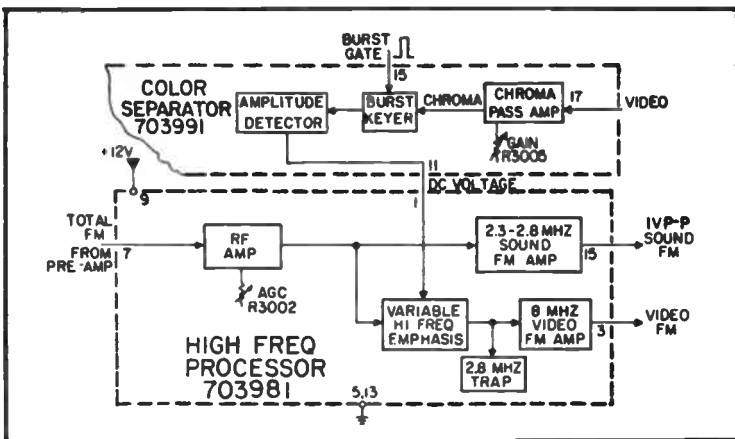 BURST
GATE
15
COLOR
SEPARATOR
703991
AMPLITUDE
DETECTOR
BURST
KEYER
CHROMA
CHROMA
PASS AMP
17
VIDEO
GAIN
R3005
+12V
9
11
DC VOLTAGE
1
TOTAL
FM
FROM
PRE-AMP
7
RF
AMP
AGC
R3002
2.3-2.8 MHZ
SOUND
FM AMP
15
1VP-P
SOUND
FM
VARIABLE
HI FREQ
EMPHASIS
8 MHZ
VIDEO
FM AMP
3
VIDEO
FM
2.8 MHZ
TRAP
HIGH FREQ
PROCESSOR
703981
5,13